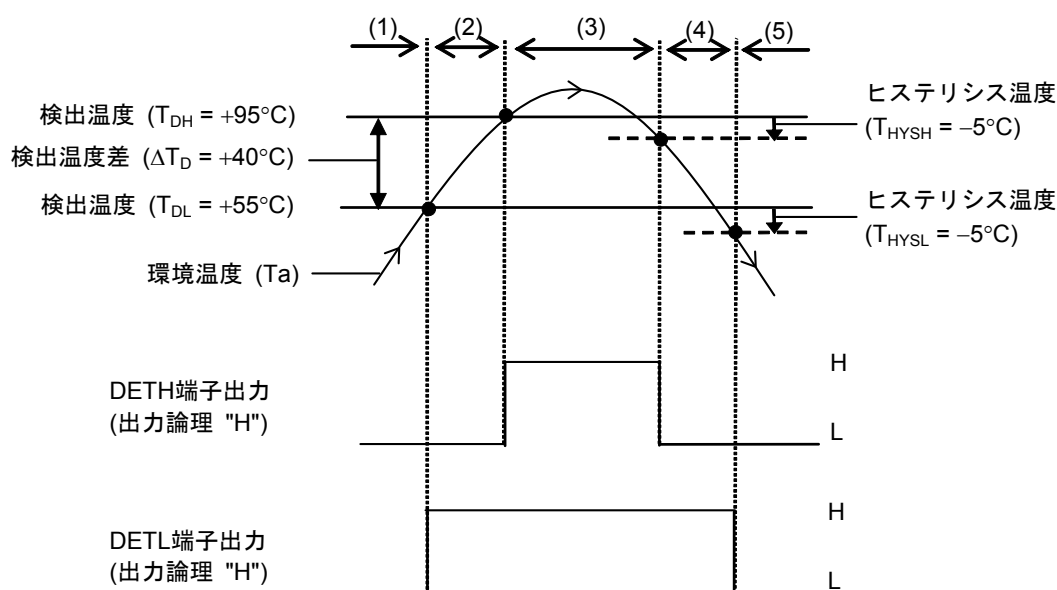 (1) (2) (3) (4) (5)
検出温度 (TDH = +95°C)
検出温度差 (ΔTD = +40°C)
検出温度 (TDL = +55°C)
環境温度 (Ta)
ヒステリシス温度
(THYSH = −5°C)
ヒステリシス温度
(THYSL = −5°C)
DETH端子出力
(出力論理 "H")
H
L
DETL端子出力
(出力論理 "H")
H
L